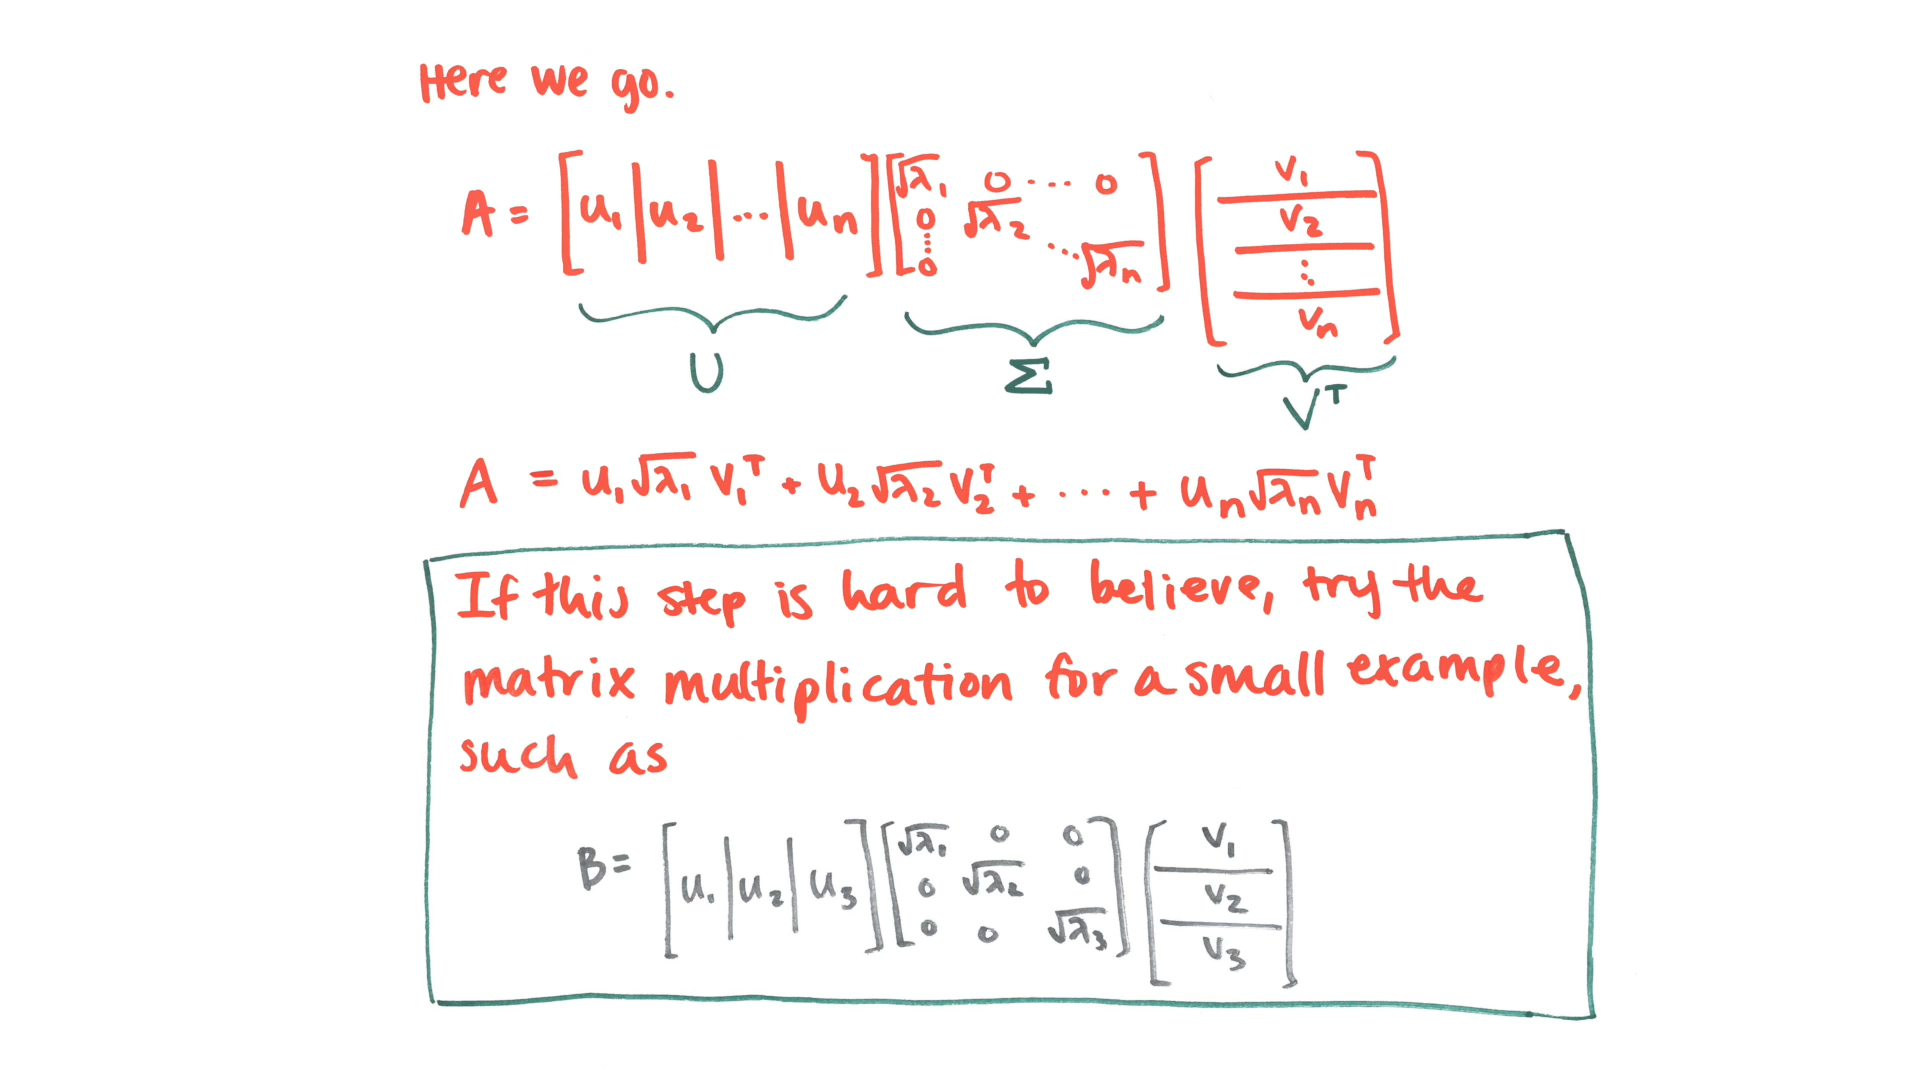 Here we go.
A = [u₁|u₂|...|uₙ] [√λ₁ 0 ... 0
0 √λ₂
⋮ ⋱
0 √λₙ] [v₁
v₂
⋮
vₙ]
U Σ Vᵀ
A = u₁√λ₁ v₁ᵀ + u₂√λ₂ v₂ᵀ + ... + uₙ√λₙ vₙᵀ
If this step is hard to believe, try the
matrix multiplication for a small example,
such as
B = [u₁|u₂|u₃] [√λ₁ 0 0
0 √λ₂ 0
0 0 √λ₃] [v₁
v₂
v₃]